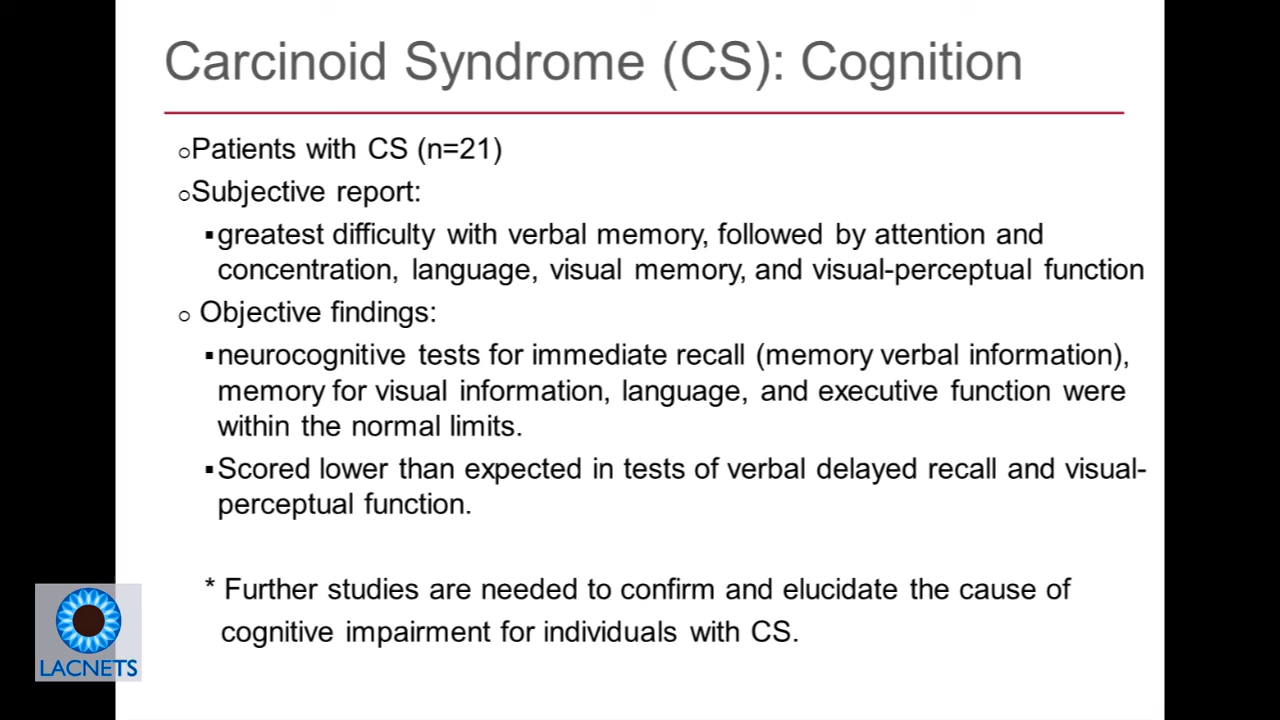 Carcinoid Syndrome (CS): Cognition
○Patients with CS (n=21)
○Subjective report:
▪greatest difficulty with verbal memory, followed by attention and
concentration, language, visual memory, and visual-perceptual function
○ Objective findings:
▪neurocognitive tests for immediate recall (memory verbal information),
memory for visual information, language, and executive function were
within the normal limits.
▪Scored lower than expected in tests of verbal delayed recall and visual-
perceptual function.
* Further studies are needed to confirm and elucidate the cause of
cognitive impairment for individuals with CS.
LACNETS